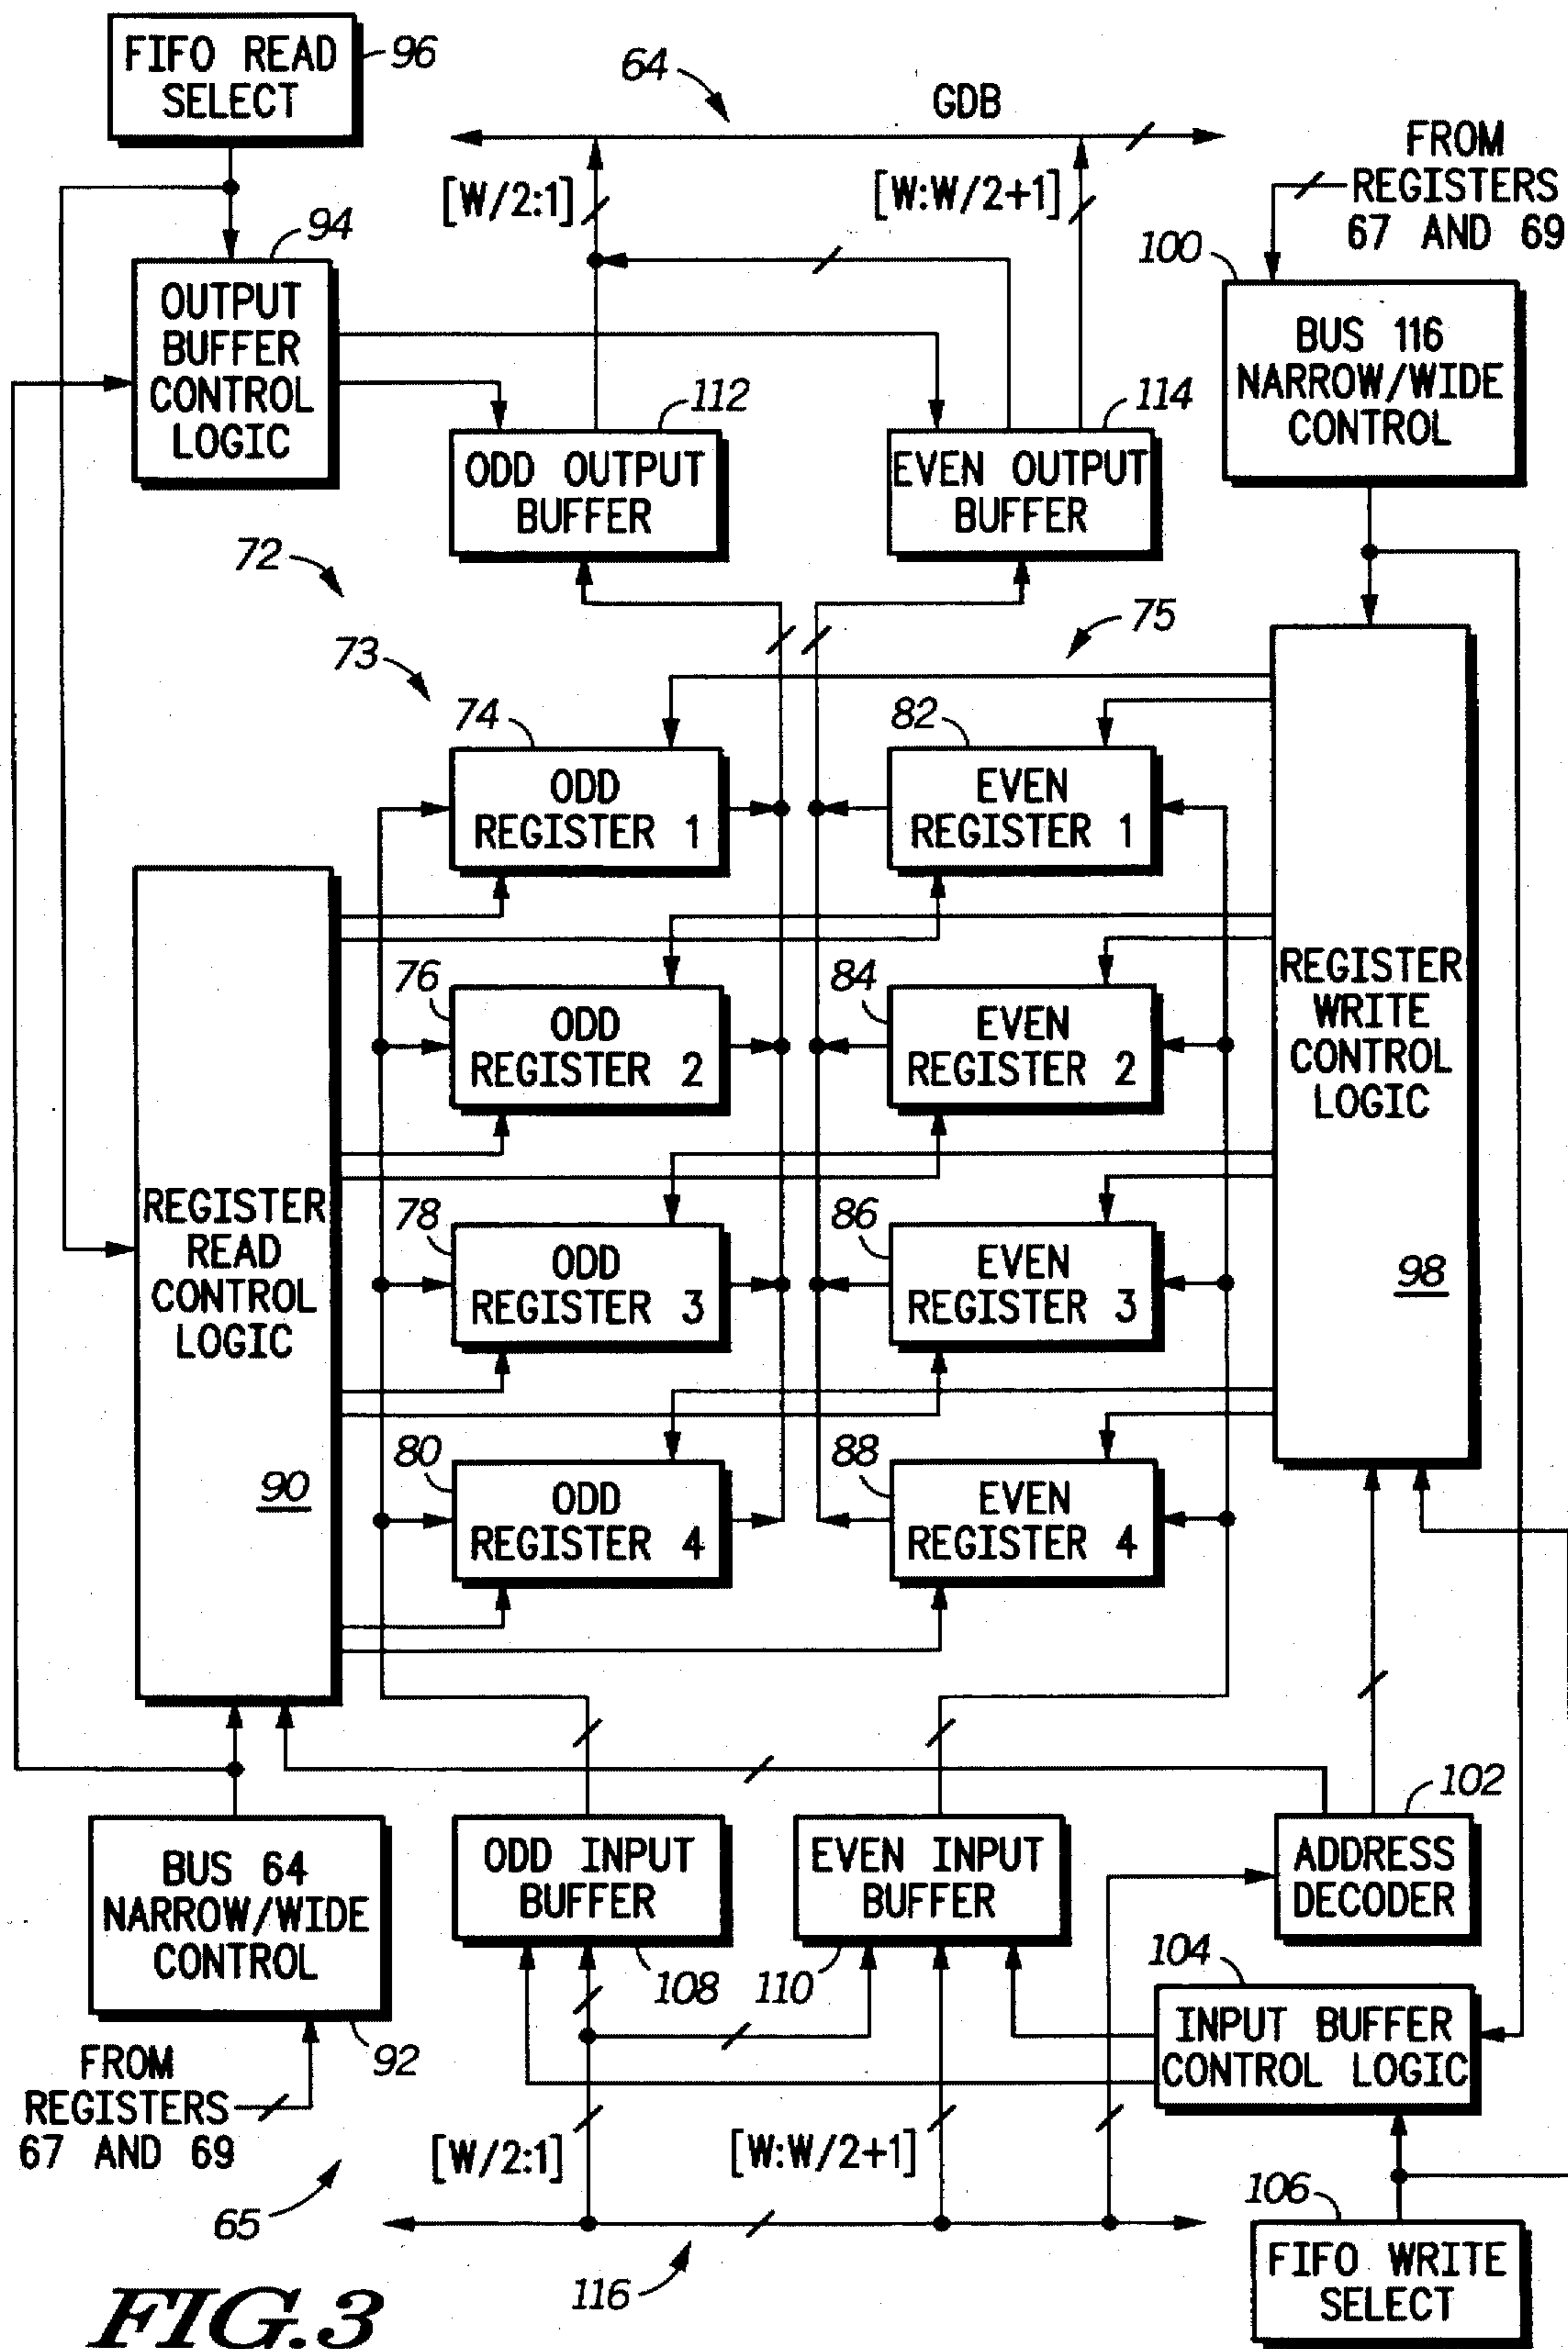 FIFO READ
SELECT
96
64
GDB
FROM
REGISTERS
67 AND 69
[W/2:1]
[W:W/2+1]
94
100
OUTPUT
BUFFER
CONTROL
LOGIC
BUS 116
NARROW/WIDE
CONTROL
112
114
ODD OUTPUT
BUFFER
EVEN OUTPUT
BUFFER
72
73
75
74
82
ODD
REGISTER 1
EVEN
REGISTER 1
76
84
ODD
REGISTER 2
EVEN
REGISTER 2
REGISTER
WRITE
CONTROL
LOGIC
98
REGISTER
READ
CONTROL
LOGIC
90
78
86
ODD
REGISTER 3
EVEN
REGISTER 3
80
88
ODD
REGISTER 4
EVEN
REGISTER 4
102
BUS 64
NARROW/WIDE
CONTROL
ODD INPUT
BUFFER
EVEN INPUT
BUFFER
ADDRESS
DECODER
92
108
110
104
INPUT BUFFER
CONTROL LOGIC
FROM
REGISTERS
67 AND 69
[W/2:1]
[W:W/2+1]
65
116
106
FIFO WRITE
SELECT
FIG.3